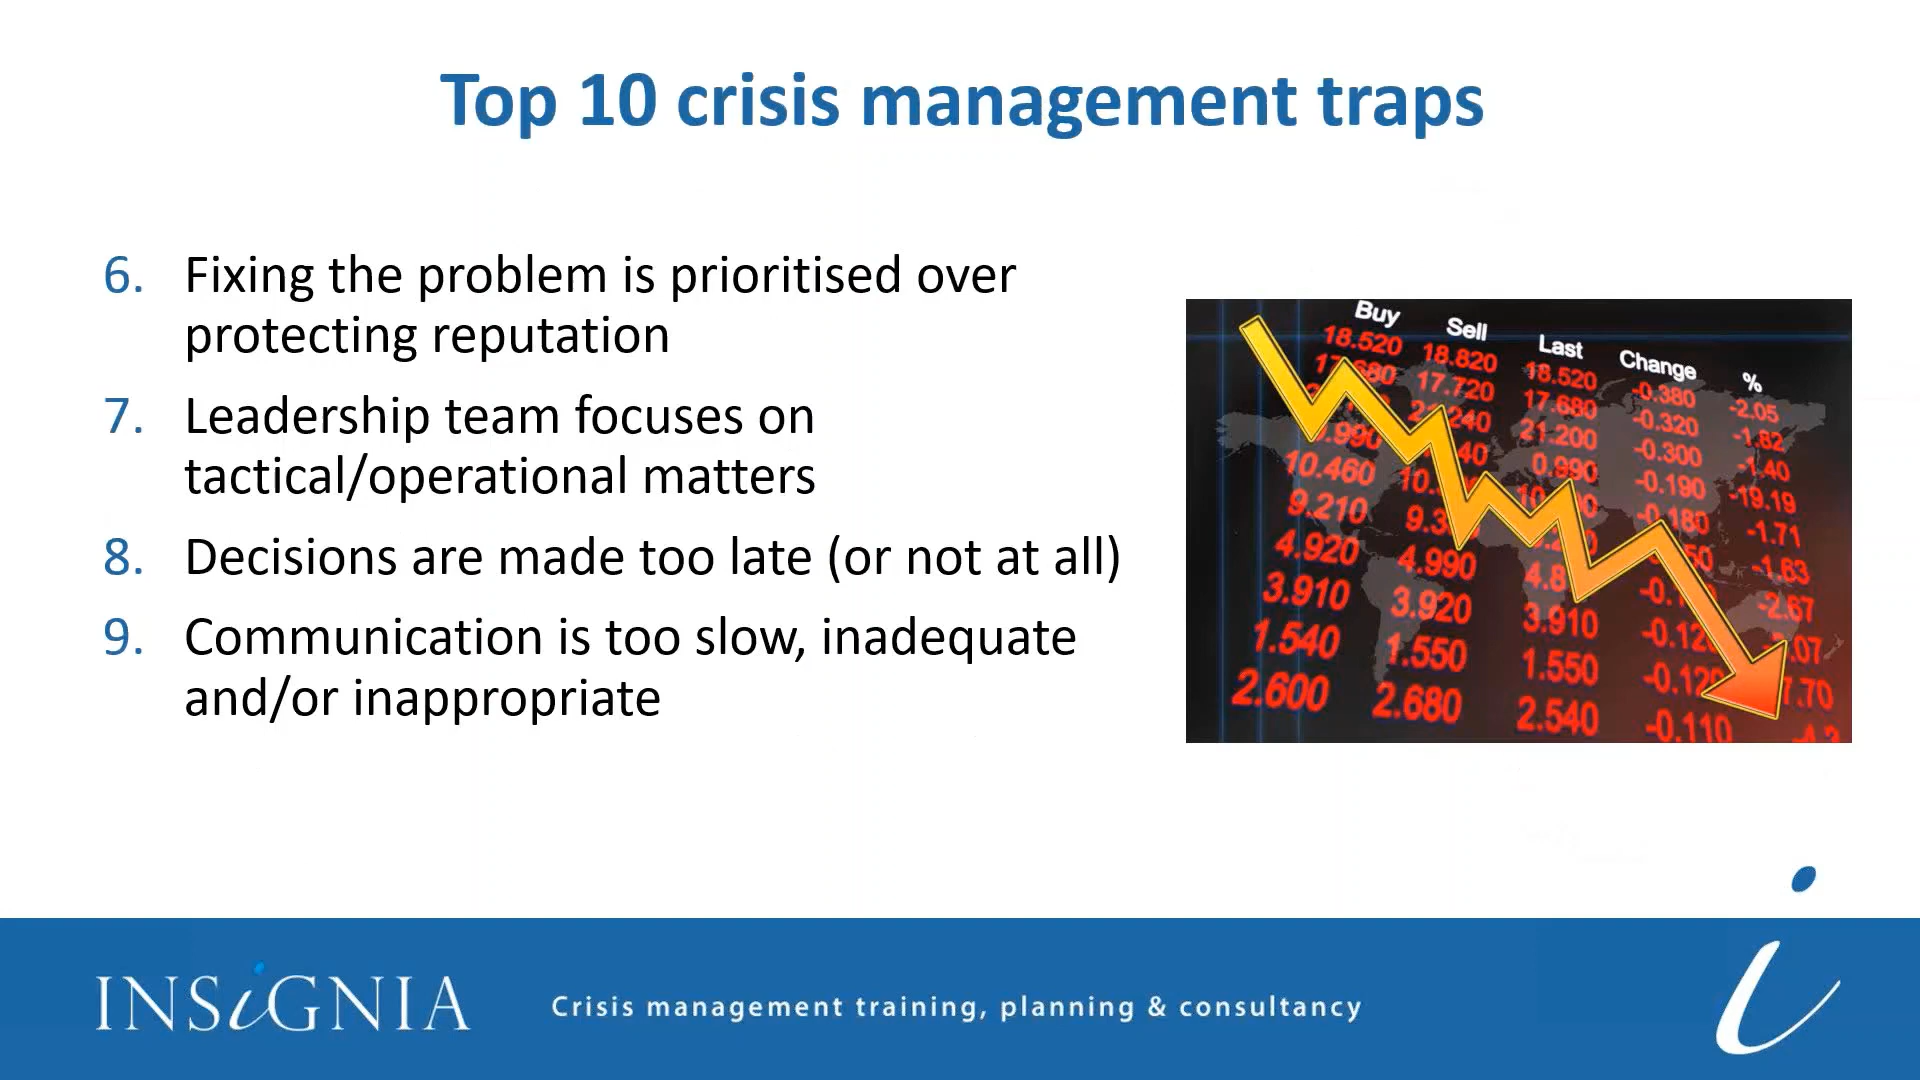 Top 10 crisis management traps
6. Fixing the problem is prioritised over
protecting reputation
7. Leadership team focuses on
tactical/operational matters
8. Decisions are made too late (or not at all)
9. Communication is too slow, inadequate
and/or inappropriate
Buy Sell Last Change %
18.520 18.820 18.520 -0.380 -2.05
17.720 17.680 -0.320 -1.82
21.200 -0.300 -1.40
0.990 -0.190 -19.19
10.460 -0.180 -1.71
9.210 -1.63
4.920 4.990 -2.67
3.910 3.920 3.910
1.540 1.550 1.550
2.600 2.680 2.540 -0.110
INSiGNIA
Crisis management training, planning & consultancy
i